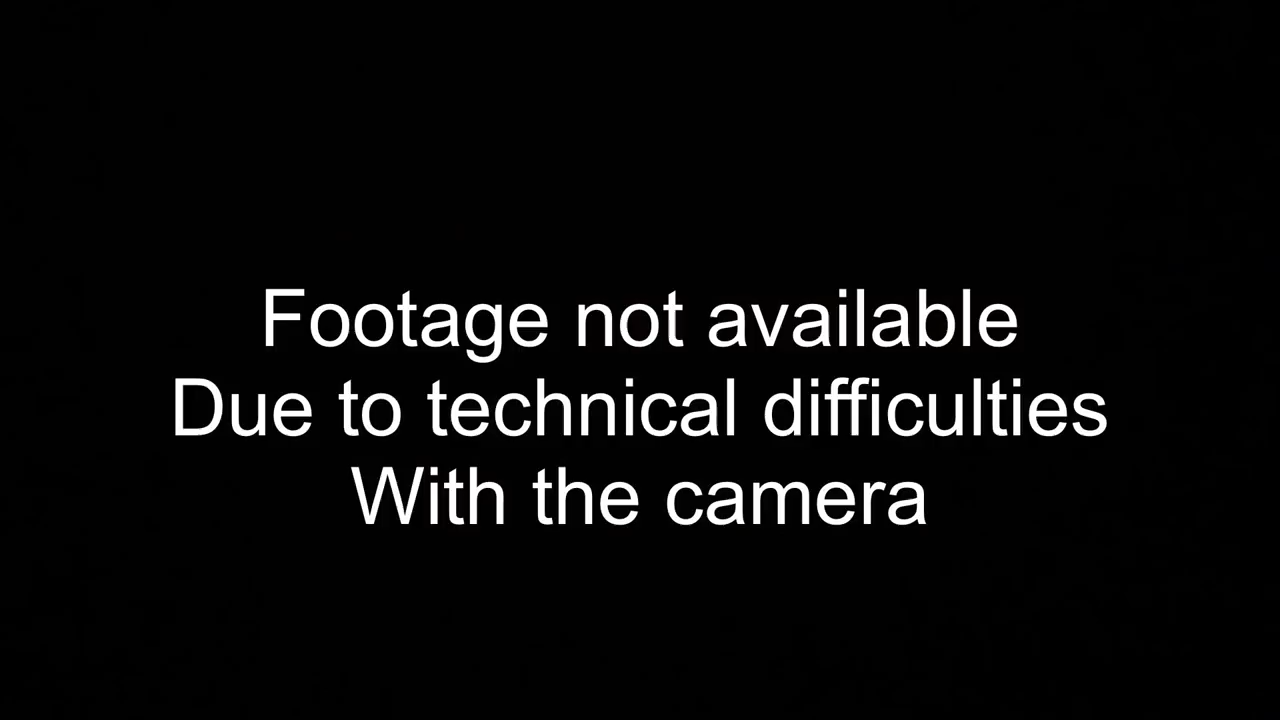 Footage not available
Due to technical difficulties
With the camera